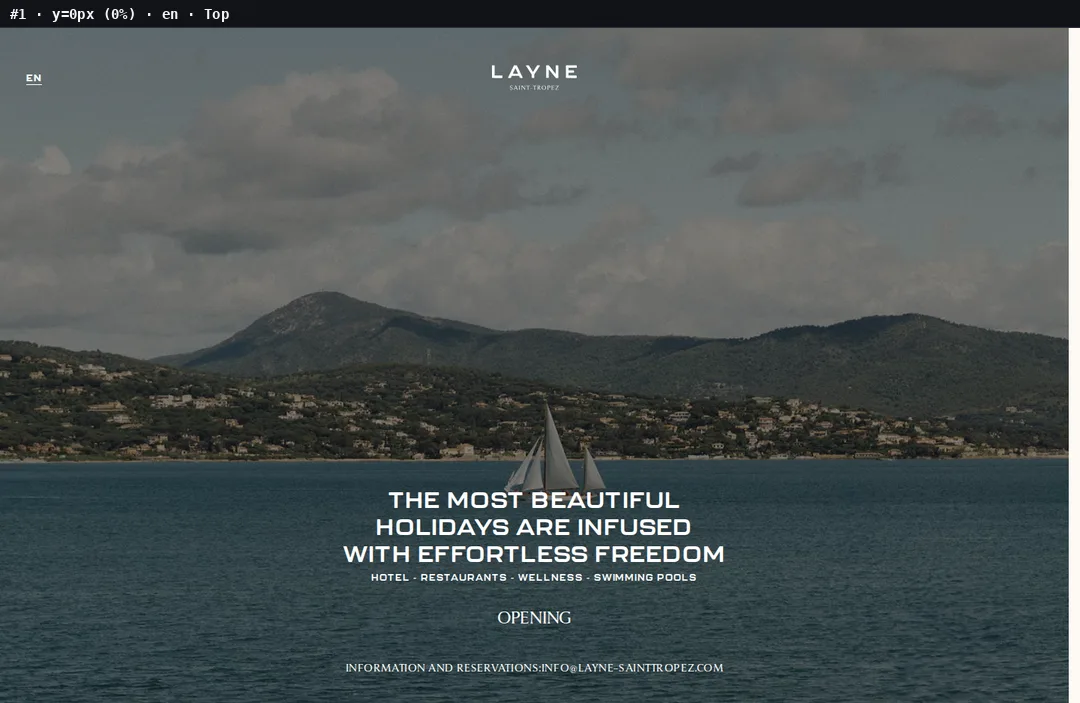 #1 · y=0px (0%) · en · Top
EN
LAYNE
SAINT-TROPEZ
THE MOST BEAUTIFUL
HOLIDAYS ARE INFUSED
WITH EFFORTLESS FREEDOM
HOTEL - RESTAURANTS - WELLNESS - SWIMMING POOLS
OPENING
INFORMATION AND RESERVATIONS:INFO@LAYNE-SAINTTROPEZ.COM